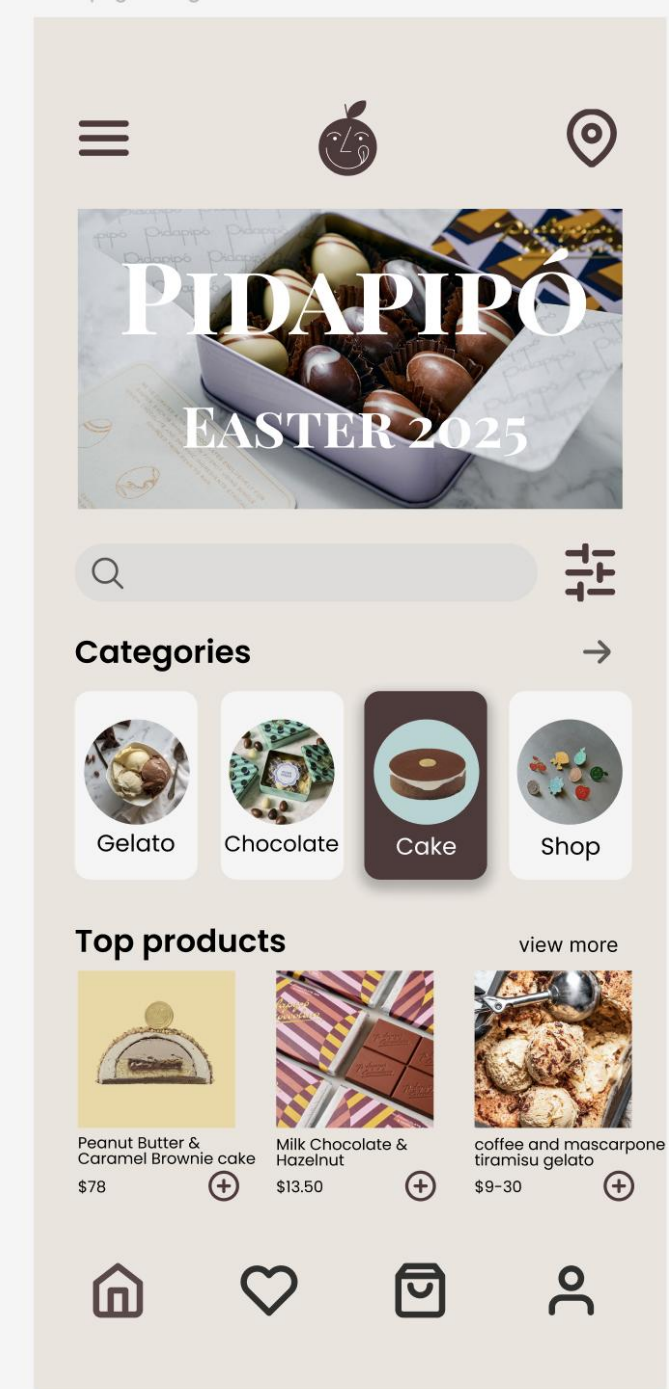 PIDAPIPÓ
EASTER 2025
Categories
Gelato
Chocolate
Cake
Shop
Top products
view more
Peanut Butter &
Caramel Brownie cake
$78
Milk Chocolate &
Hazelnut
$13.50
coffee and mascarpone
tiramisu gelato
$9-30